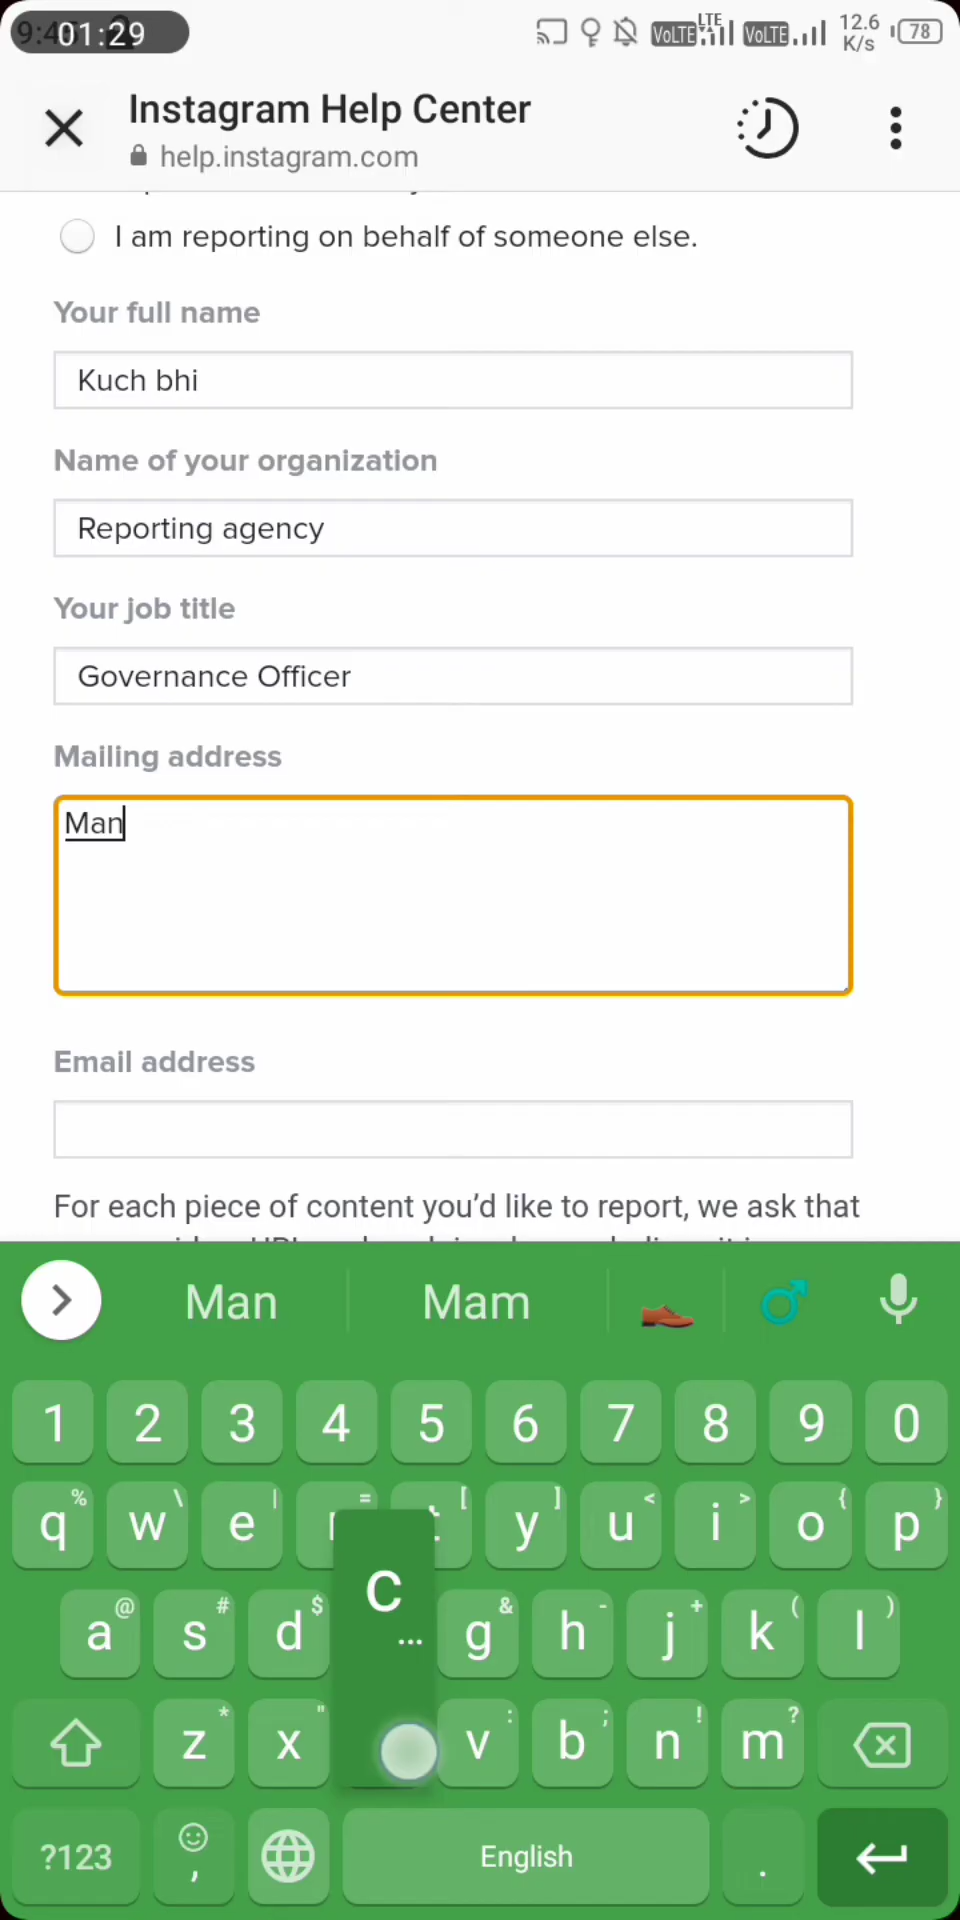 01:29
LTE
VoLTE
VoLTE
12.6
K/s
78
Instagram Help Center
help.instagram.com
I am reporting on behalf of someone else.
Your full name
Kuch bhi
Name of your organization
Reporting agency
Your job title
Governance Officer
Mailing address
Man
Email address
For each piece of content you'd like to report, we ask that
Man Mam
1 2 3 4 5 6 7 8 9 0
% \ | = [ ] < > { }
q w e t y u i o p
@ # $ & - + ( )
a s d g h j k l
c
...
* " : ; ! ?
z x v b n m
?123 , English .